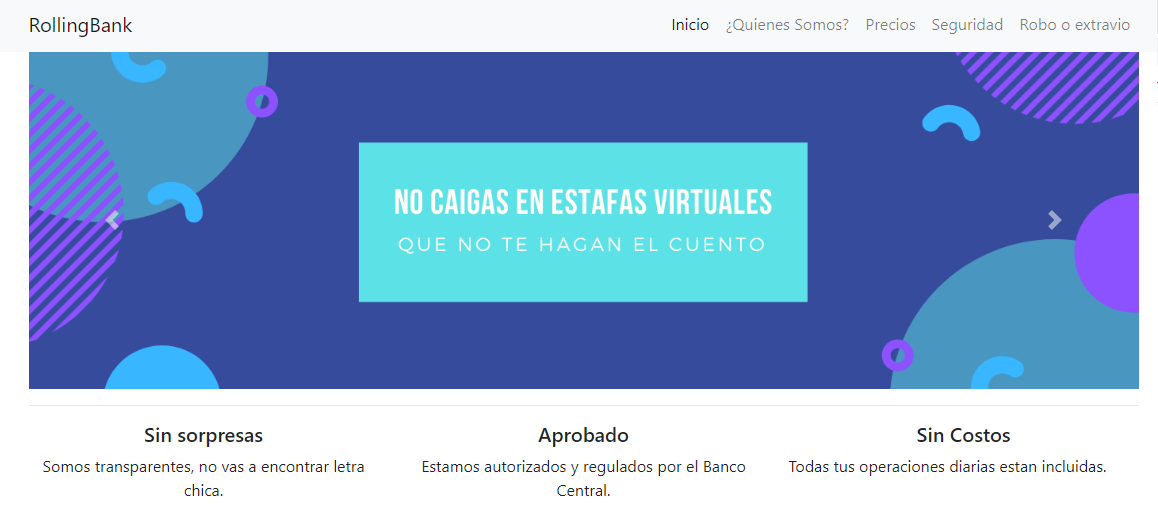 RollingBank
Inicio ¿Quienes Somos? Precios Seguridad Robo o extravio
NO CAIGAS EN ESTAFAS VIRTUALES
QUE NO TE HAGAN EL CUENTO
Sin sorpresas
Somos transparentes, no vas a encontrar letra
chica.
Aprobado
Estamos autorizados y regulados por el Banco
Central.
Sin Costos
Todas tus operaciones diarias estan incluidas.